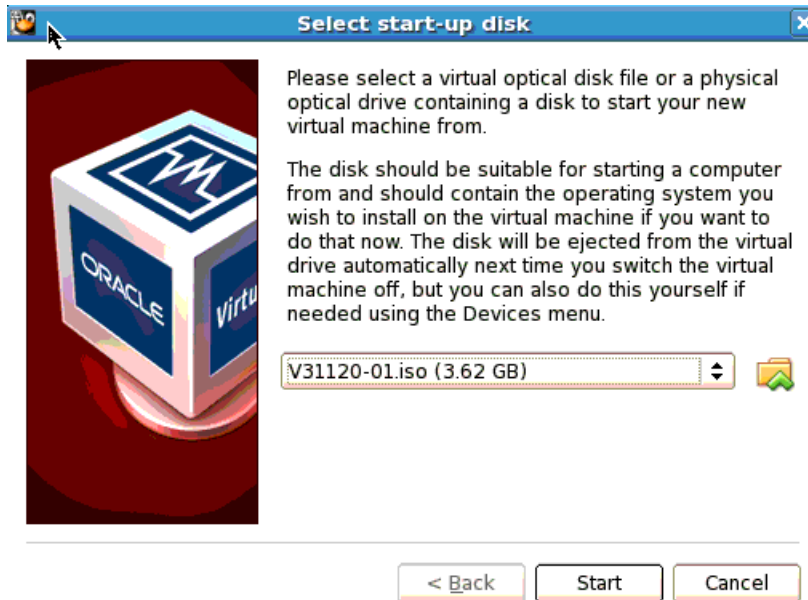 Select start-up disk
Please select a virtual optical disk file or a physical
optical drive containing a disk to start your new
virtual machine from.
The disk should be suitable for starting a computer
from and should contain the operating system you
wish to install on the virtual machine if you want to
do that now. The disk will be ejected from the virtual
drive automatically next time you switch the virtual
machine off, but you can also do this yourself if
needed using the Devices menu.
ORACLE
Virtu
V31120-01.iso (3.62 GB)
< Back
Start
Cancel